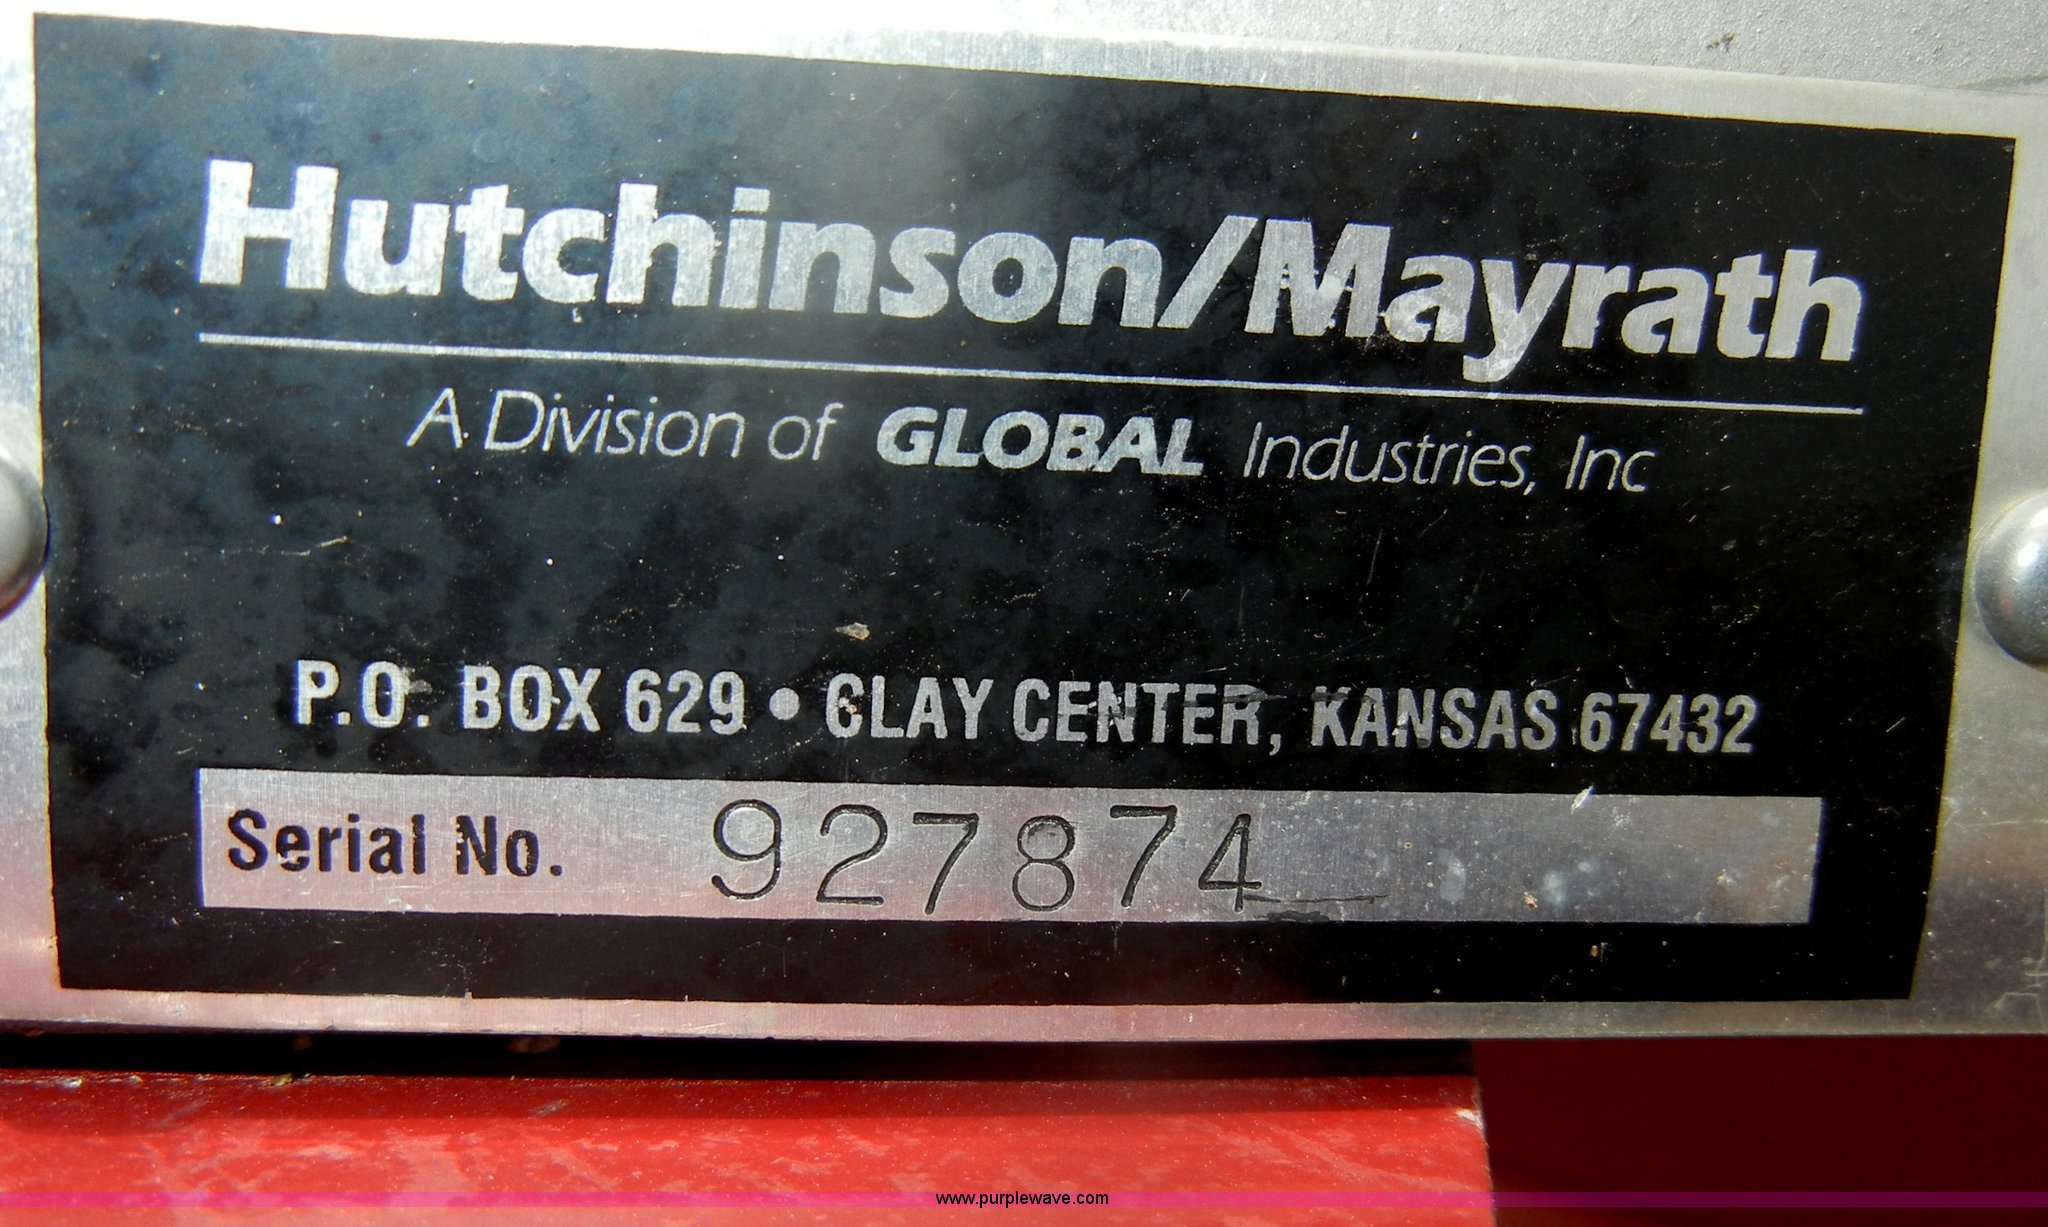 Hutchinson/Mayrath
A Division of GLOBAL Industries, Inc
P.O. BOX 629 • CLAY CENTER, KANSAS 67432
Serial No. 927874
www.purplewave.com